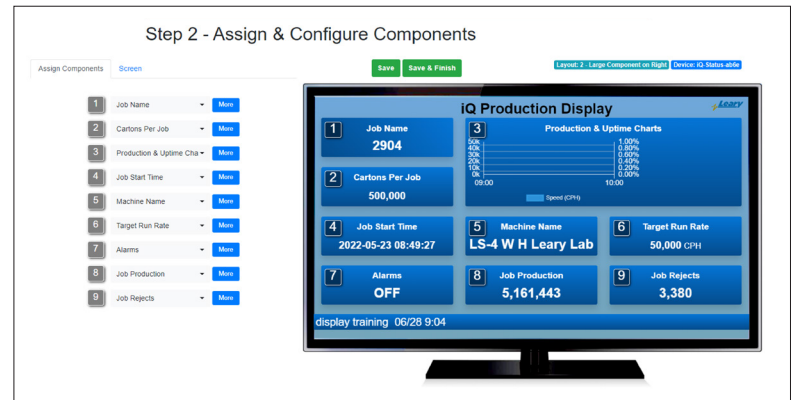 Step 2 - Assign & Configure Components
Assign Components
Screen
Save
Save & Finish
Layout: 2 - Large Component on Right
Device: iQ-Status-ab6e
1 Job Name More
2 Cartons Per Job More
3 Production & Uptime Cha More
4 Job Start Time More
5 Machine Name More
6 Target Run Rate More
7 Alarms More
8 Job Production More
9 Job Rejects More
iQ Production Display
Leary
1 Job Name
2904
2 Cartons Per Job
500,000
3 Production & Uptime Charts
50k 1.00%
40k 0.80%
30k 0.60%
20k 0.40%
10k 0.20%
0k 0.00%
09:00 10:00
Speed (CPH)
4 Job Start Time
2022-05-23 08:49:27
5 Machine Name
LS-4 W H Leary Lab
6 Target Run Rate
50,000 CPH
7 Alarms
OFF
8 Job Production
5,161,443
9 Job Rejects
3,380
display training 06/28 9:04